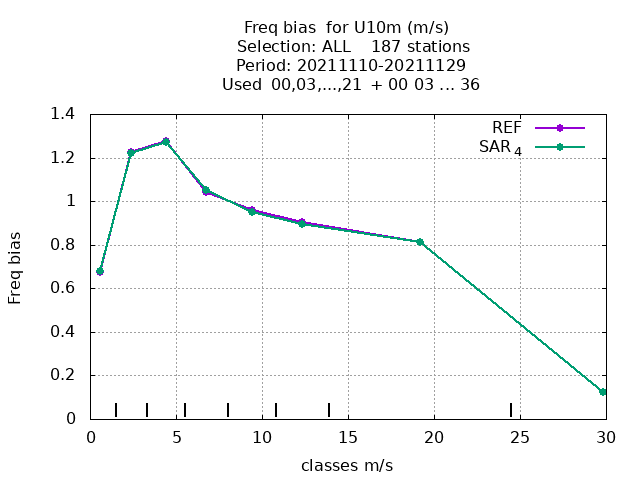 Freq bias  for U10m (m/s)
Selection: ALL    187 stations
Period: 20211110-20211129
Used  00,03,...,21  + 00 03 ... 36
REF
SAR 4
1.4
1.2
1
0.8
0.6
0.4
0.2
0
Freq bias
0 5 10 15 20 25 30
classes m/s